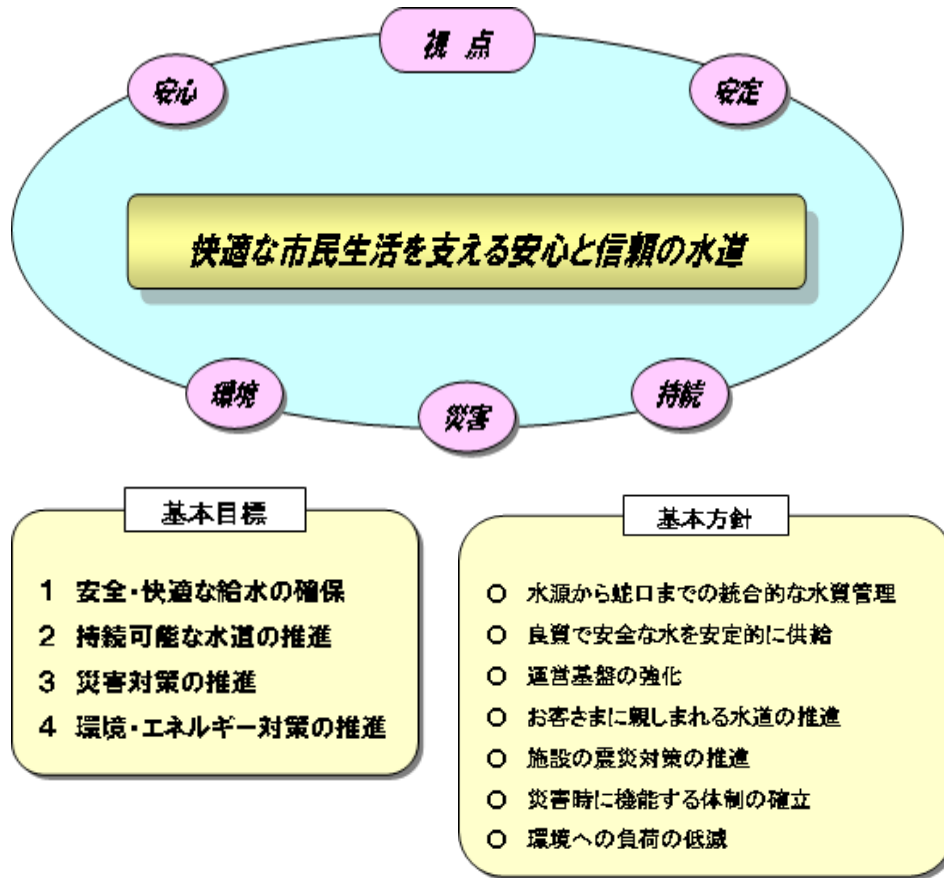 視 点
安心
安定
快適な市民生活を支える安心と信頼の水道
環境
災害
持続
基本目標
1 安全・快適な給水の確保
2 持続可能な水道の推進
3 災害対策の推進
4 環境・エネルギー対策の推進
基本方針
○ 水源から蛇口までの統合的な水質管理
○ 良質で安全な水を安定的に供給
○ 運営基盤の強化
○ お客さまに親しまれる水道の推進
○ 施設の震災対策の推進
○ 災害時に機能する体制の確立
○ 環境への負荷の低減